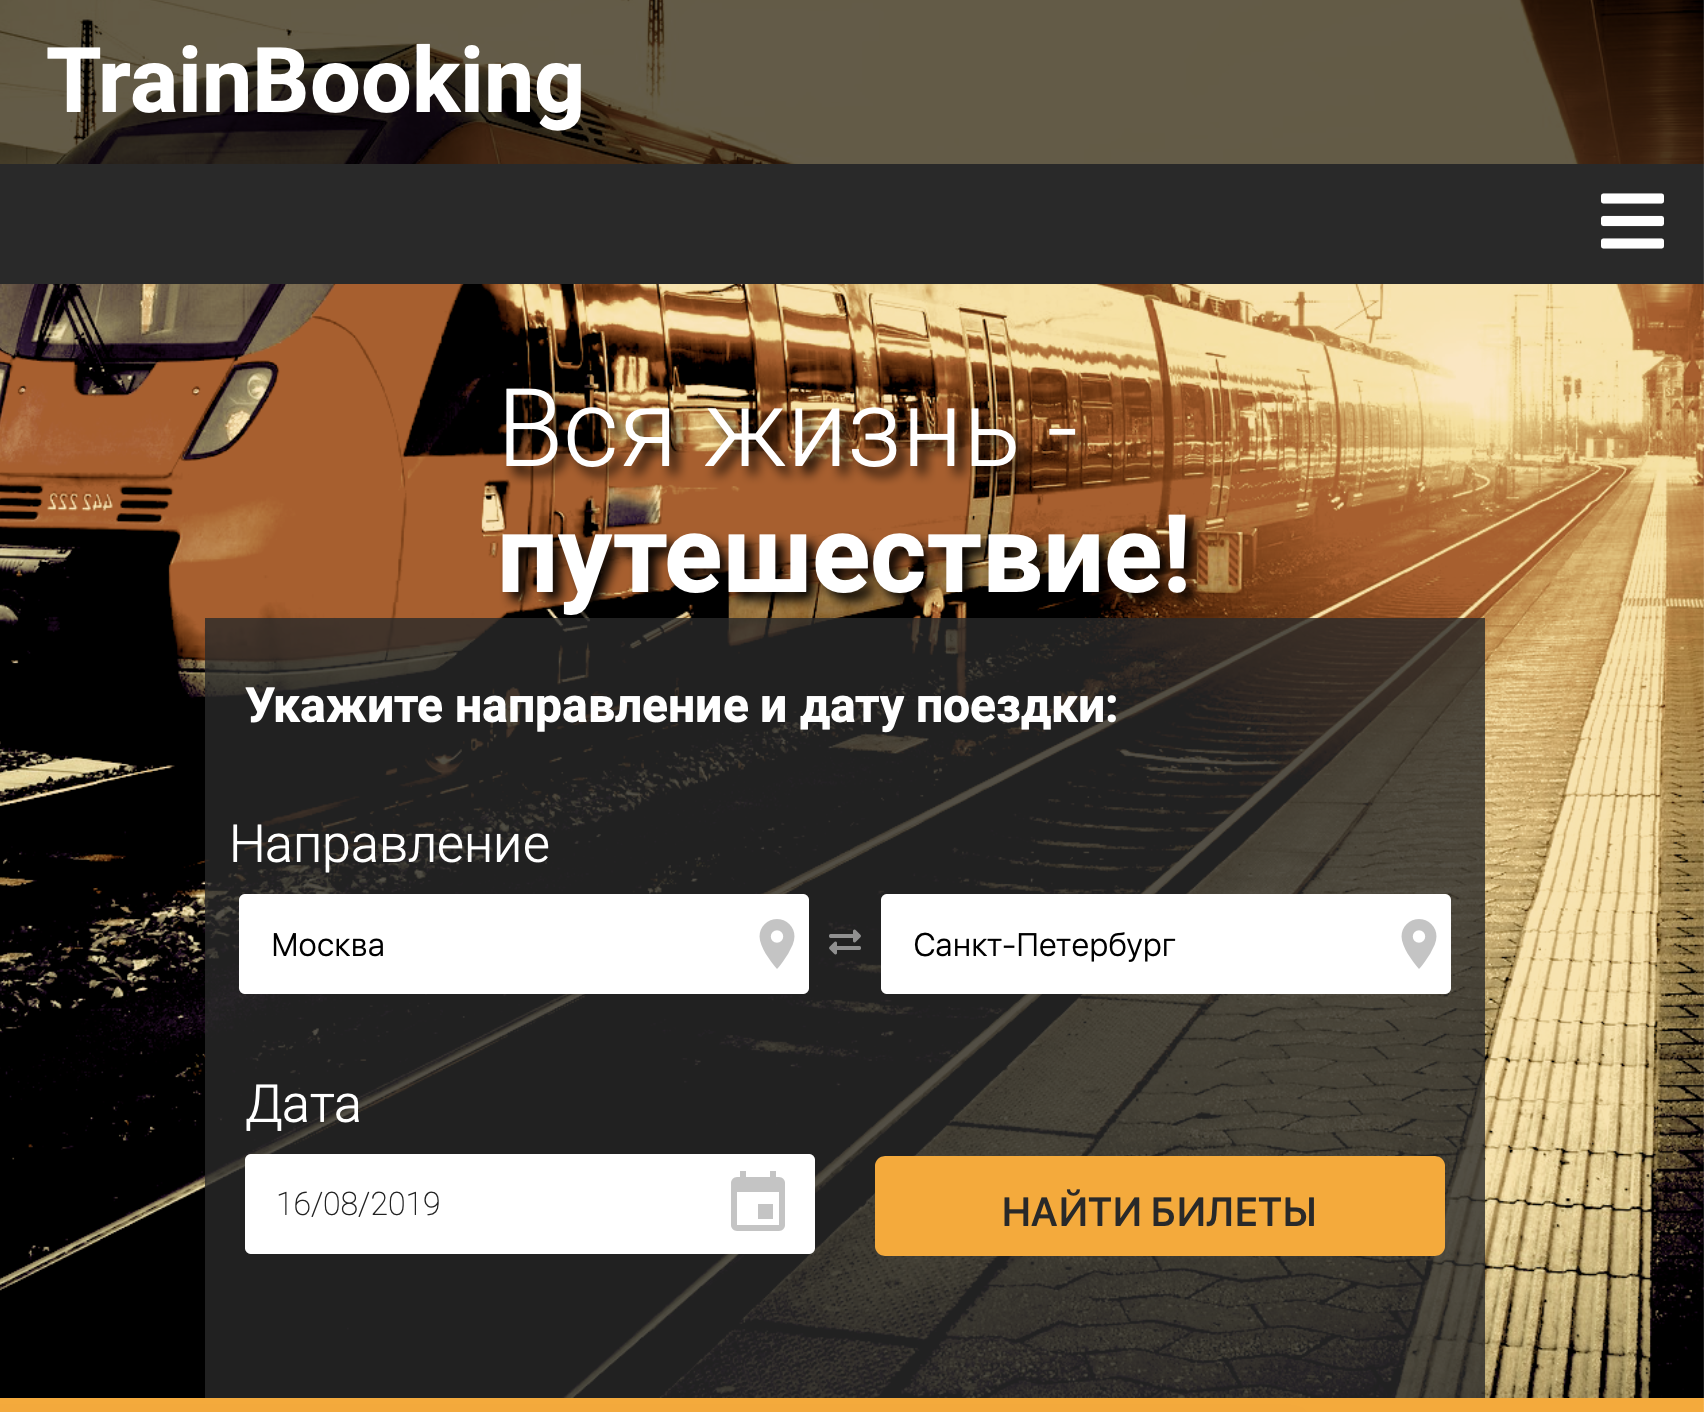 TrainBooking
Вся жизнь -
путешествие!
Укажите направление и дату поездки:
Направление
Москва
Санкт-Петербург
Дата
16/08/2019
НАЙТИ БИЛЕТЫ